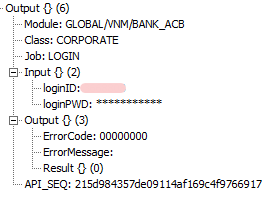 Output {} (6)
Module: GLOBAL/VNM/BANK_ACB
Class: CORPORATE
Job: LOGIN
Input {} (2)
loginID:
loginPWD: ***********
Output {} (3)
ErrorCode: 00000000
ErrorMessage:
Result {} (0)
API_SEQ: 215d984357de09114af169c4f9766917